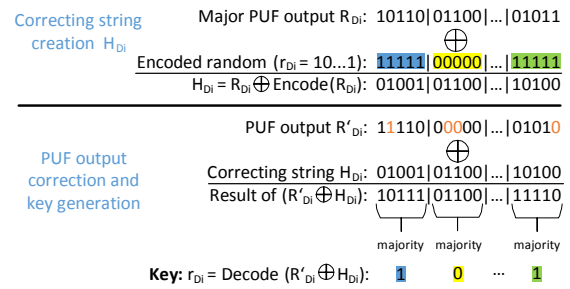 Correcting string
creation H_Di
Major PUF output R_Di: 10110|01100|...|01011
⊕
Encoded random (r_Di = 10...1): 11111|00000|...|11111
H_Di = R_Di ⊕ Encode(R_Di): 01001|01100|...|10100
PUF output
correction and
key generation
PUF output R‘_Di: 11110|00000|...|01010
⊕
Correcting string H_Di: 01001|01100|...|10100
Result of (R‘_Di ⊕ H_Di): 10111|01100|...|11110
majority majority majority
Key: r_Di = Decode (R‘_Di ⊕ H_Di): 1 0 ... 1